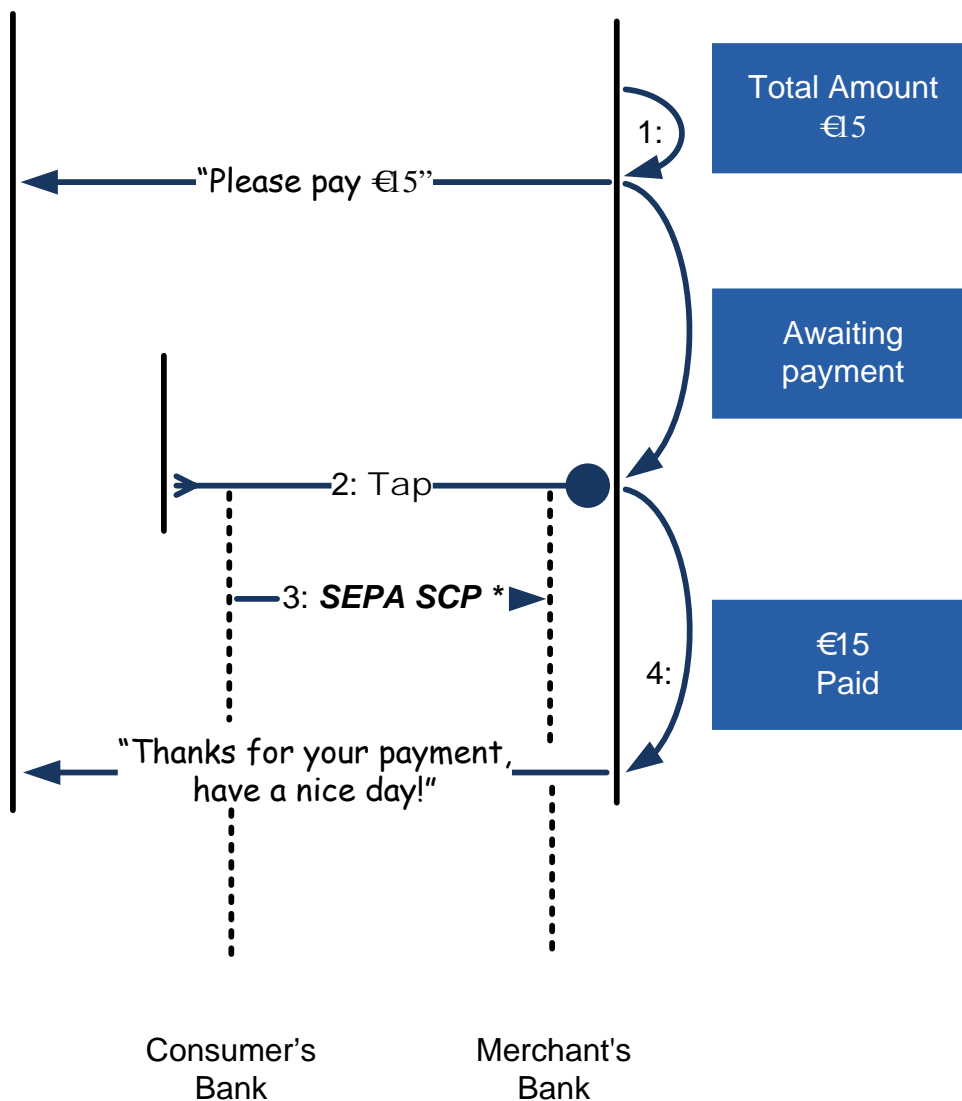 Total Amount
€15
1:
“Please pay €15”
Awaiting
payment
2: Tap
3: SEPA SCP *
€15
Paid
4:
“Thanks for your payment,
have a nice day!”
Consumer’s
Bank
Merchant's
Bank